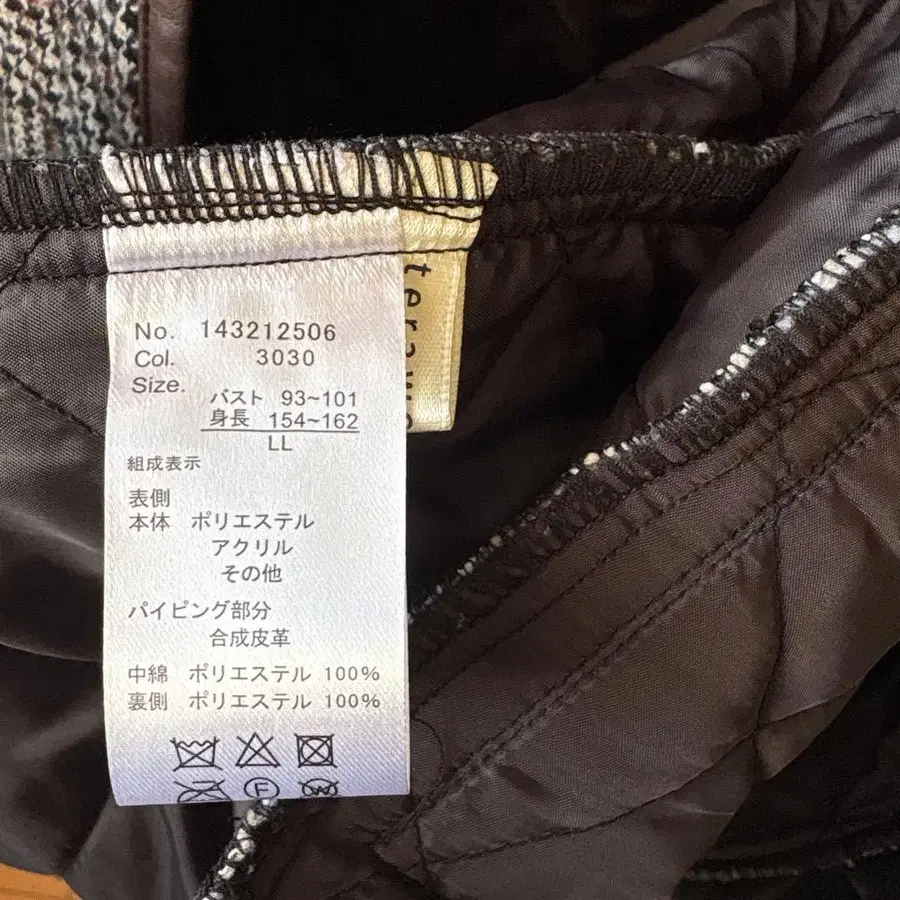 No. 143212506
Col. 3030
Size.
バスト 93~101
身長 154~162
LL
組成表示
表側
本体 ポリエステル
アクリル
その他
パイピング部分
合成皮革
中綿 ポリエステル 100%
裏側 ポリエステル 100%
F
W